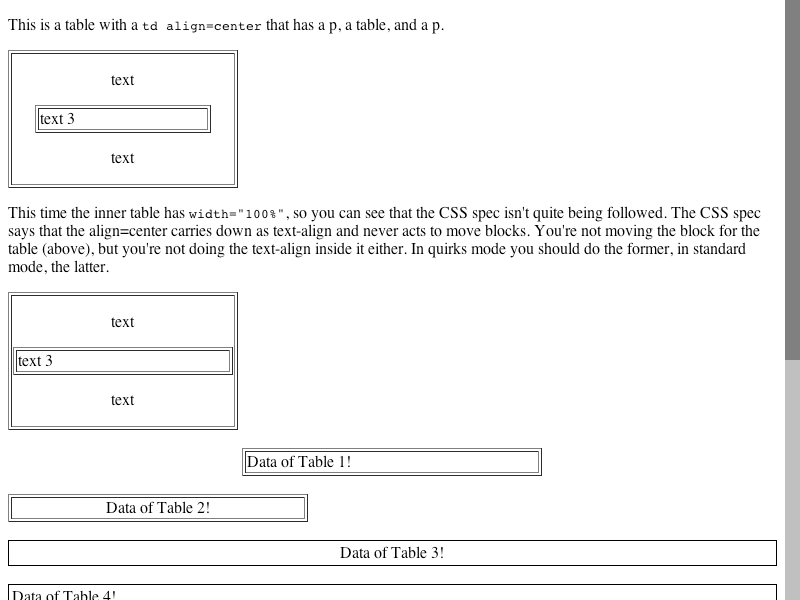 This is a table with a td align=center that has a p, a table, and a p.
text
text 3
text
This time the inner table has width="100%", so you can see that the CSS spec isn't quite being followed. The CSS spec
says that the align=center carries down as text-align and never acts to move blocks. You're not moving the block for the
table (above), but you're not doing the text-align inside it either. In quirks mode you should do the former, in standard
mode, the latter.
text
text 3
text
Data of Table 1!
Data of Table 2!
Data of Table 3!
Data of Table 4!